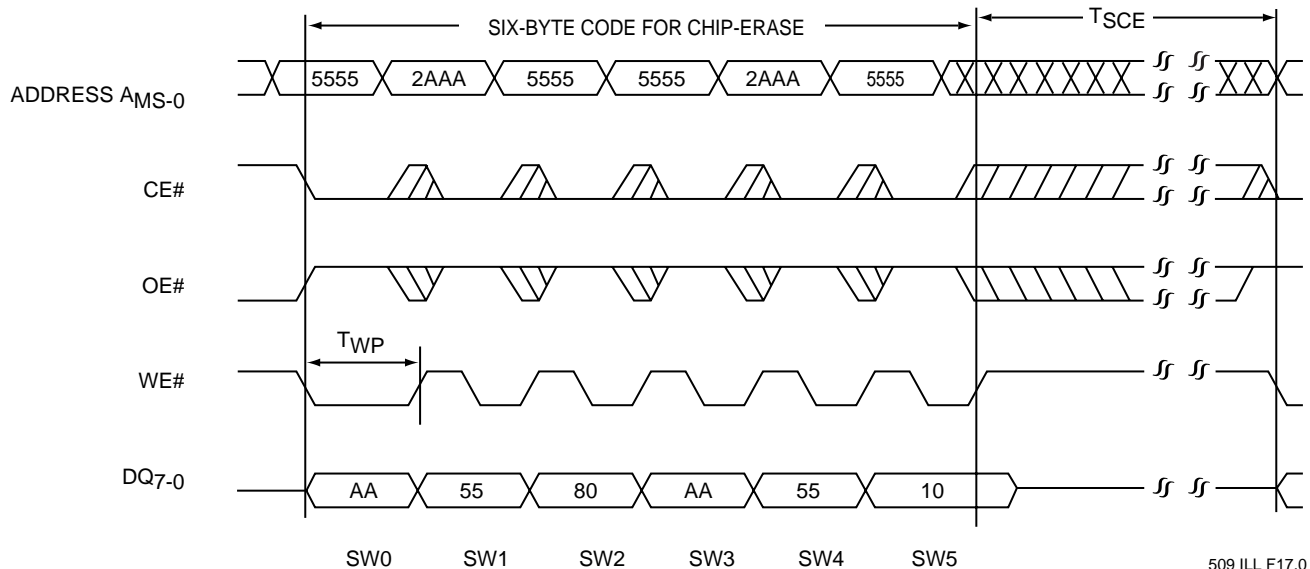 SIX-BYTE CODE FOR CHIP-ERASE TSCE
ADDRESS AMS-0 5555 2AAA 5555 5555 2AAA 5555
CE#
OE#
TWP
WE#
DQ7-0 AA 55 80 AA 55 10
SW0 SW1 SW2 SW3 SW4 SW5
509 ILL F17.0